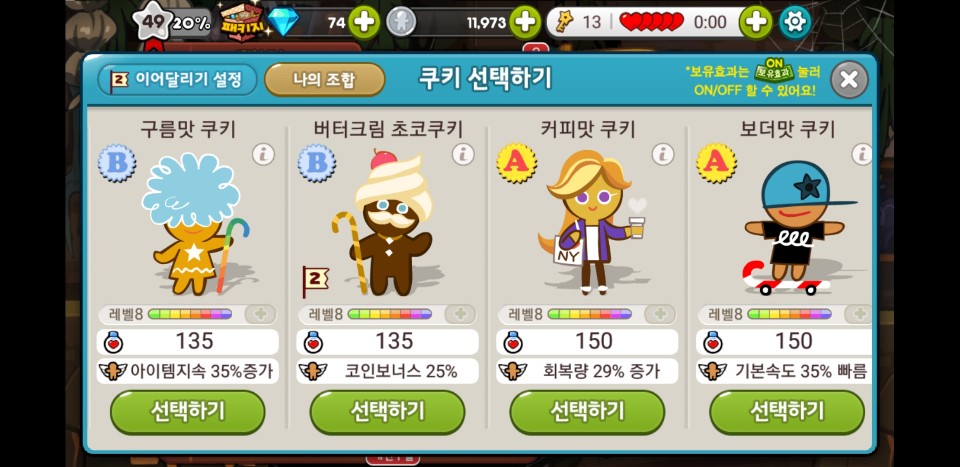 49 20% 패키지 74 11,973 13 0:00
2 이어달리기 설정 나의 조합 쿠키 선택하기 *보유효과는 ON 보유효과 눌러
ON/OFF 할 수 있어요!
구름맛 쿠키 버터크림 초코쿠키 커피맛 쿠키 보더맛 쿠키
B i B i A i A i
NY
2
레벨8 레벨8 레벨8 레벨8
135 135 150 150
아이템지속 35%증가 코인보너스 25% 회복량 29% 증가 기본속도 35% 빠름
선택하기 선택하기 선택하기 선택하기